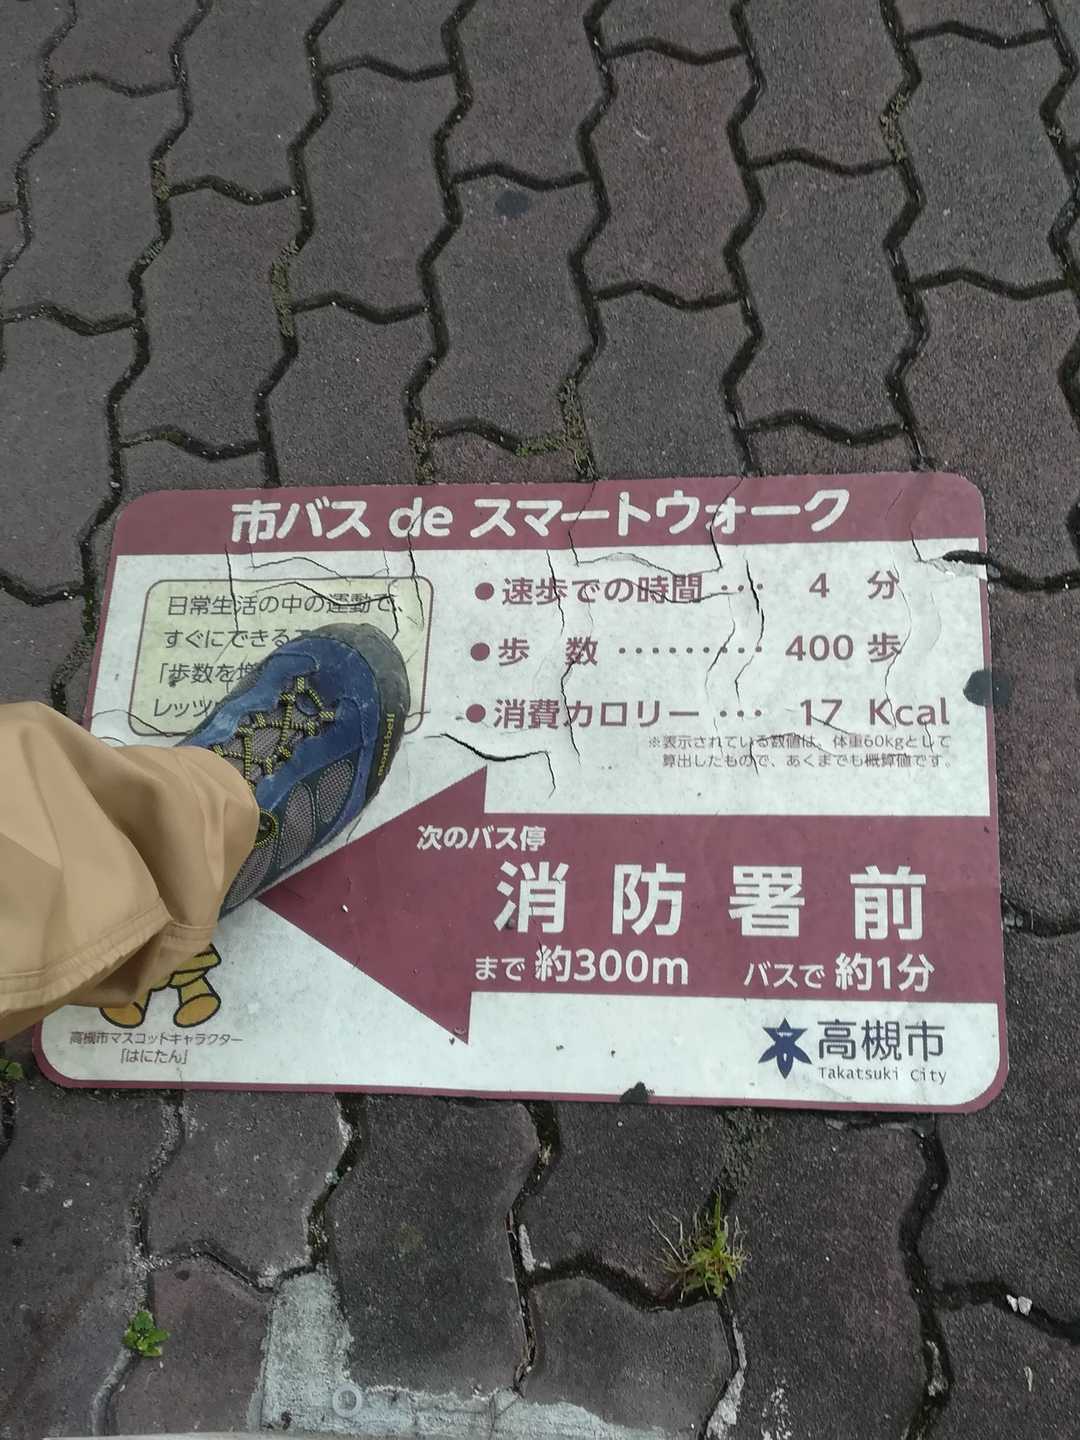 市バス de スマートウォーク
日常生活の中の運動で、
すぐにできる
「歩数を増
レッツ
●速歩での時間・・・ 4 分
●歩 数・・・・・・・・・ 400 歩
●消費カロリー・・・ 17 Kcal
※表示されている数値は、体重60kgとして
算出したもので、あくまでも概算値です。
次のバス停
消防署前
まで 約300m バスで 約1分
高槻市マスコットキャラクター
「はにたん」
高槻市
Takatsuki City
mont-bell